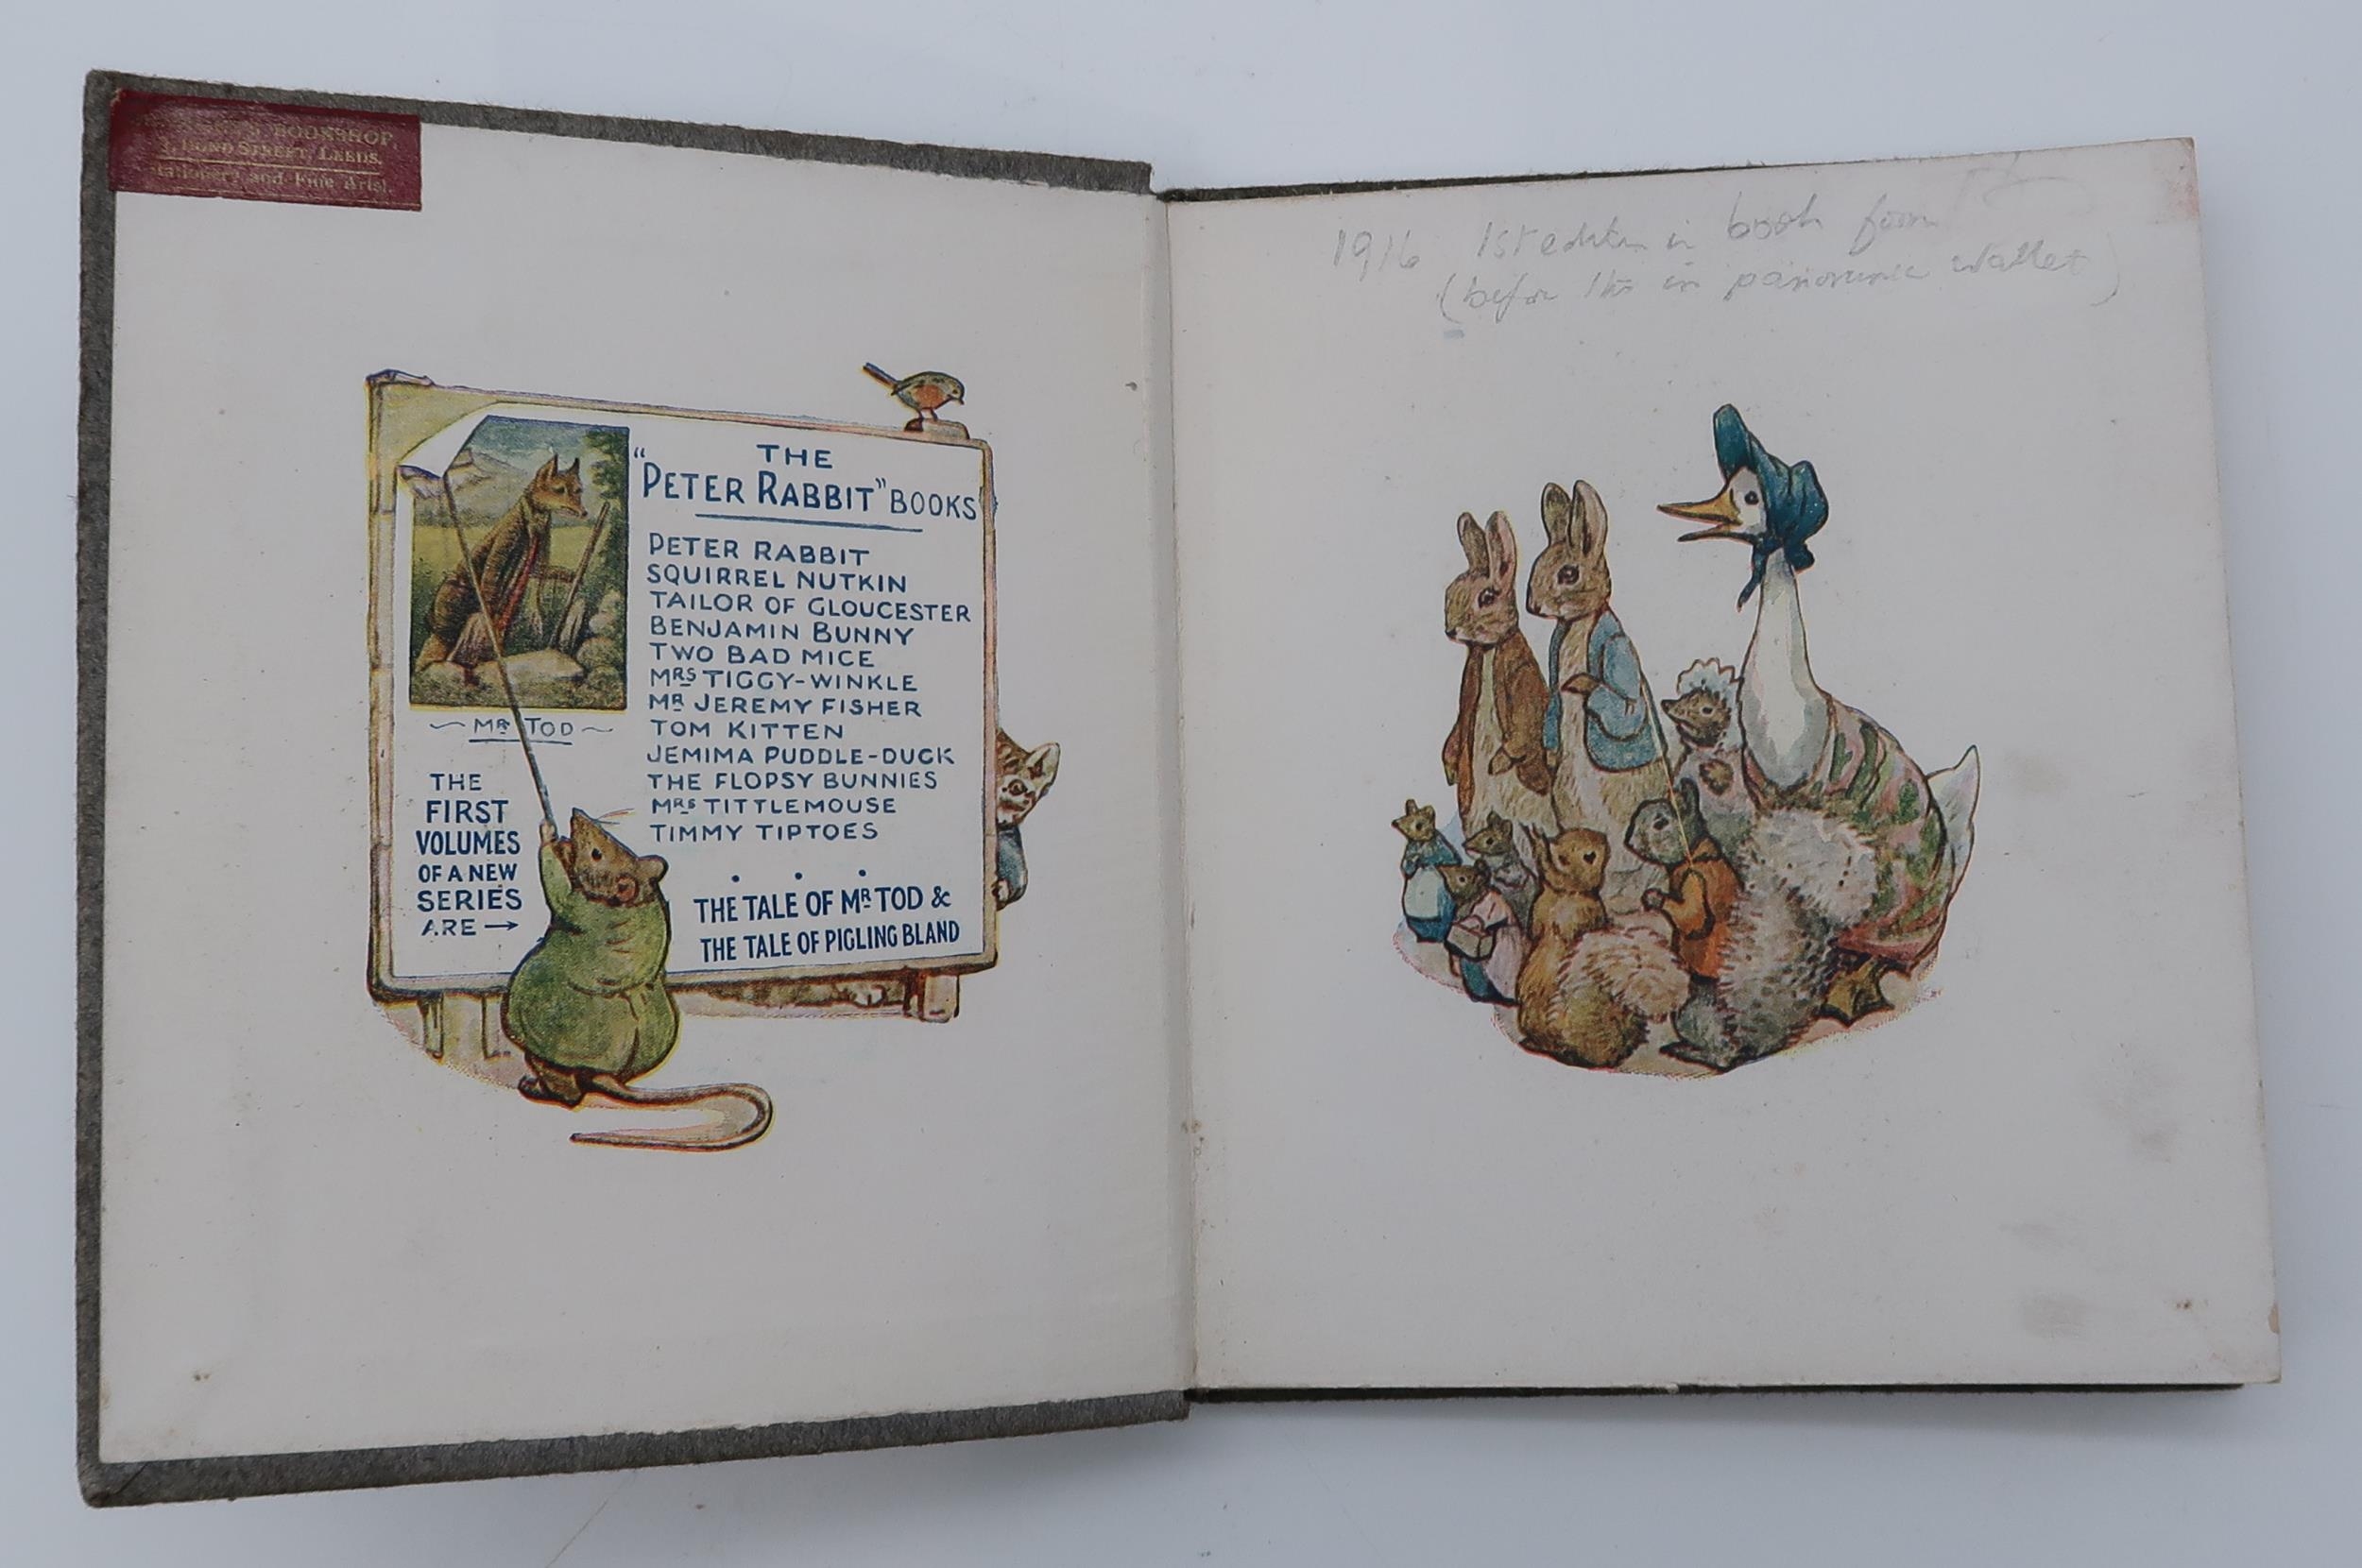 BOOKSHOP,
BOND STREET, LEEDS.
Stationery and Fine Arts].
1916 1st edition in book form
(before this in panoramic wallet)
THE
"PETER RABBIT" BOOKS
PETER RABBIT
SQUIRREL NUTKIN
TAILOR OF GLOUCESTER
BENJAMIN BUNNY
TWO BAD MICE
MRS TIGGY-WINKLE
MR JEREMY FISHER
TOM KITTEN
JEMIMA PUDDLE-DUCK
THE FLOPSY BUNNIES
MRS TITTLEMOUSE
TIMMY TIPTOES
~ MR TOD ~
THE
FIRST
VOLUMES
OF A NEW
SERIES
ARE →
THE TALE OF MR TOD &
THE TALE OF PIGLING BLAND